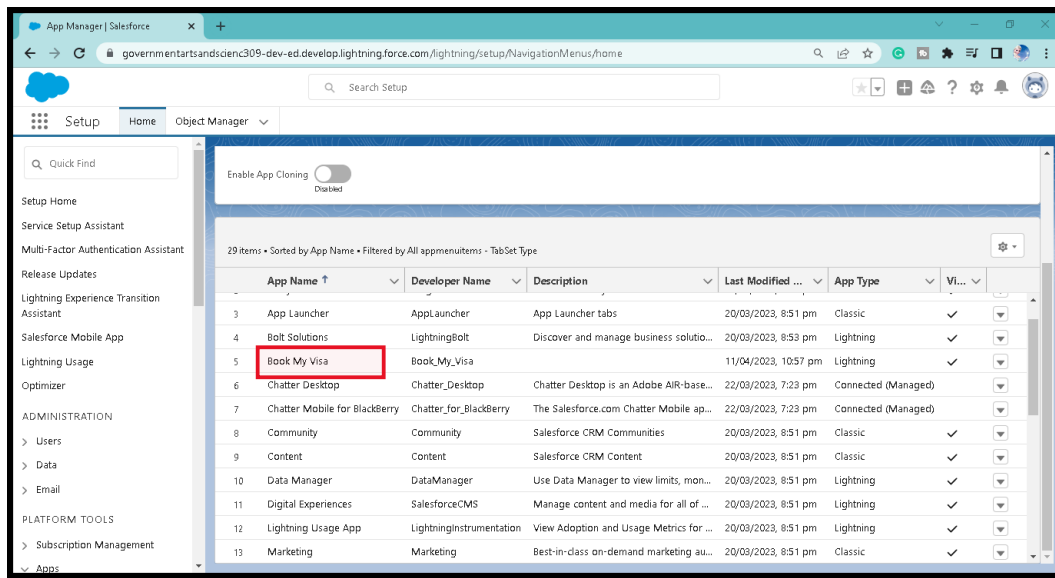 App Manager | Salesforce
governmentartsandscienc309-dev-ed.develop.lightning.force.com/lightning/setup/NavigationMenus/home
Search Setup
Setup Home Object Manager
Quick Find
Setup Home
Service Setup Assistant
Multi-Factor Authentication Assistant
Release Updates
Lightning Experience Transition
Assistant
Salesforce Mobile App
Lightning Usage
Optimizer
ADMINISTRATION
Users
Data
Email
PLATFORM TOOLS
Subscription Management
Apps
Enable App Cloning
Disabled
29 items • Sorted by App Name • Filtered by All appmenuitems - TabSet Type
App Name ↑ Developer Name Description Last Modified ... App Type Vi...
3 App Launcher AppLauncher App Launcher tabs 20/03/2023, 8:51 pm Classic
4 Bolt Solutions LightningBolt Discover and manage business solutio... 20/03/2023, 8:53 pm Lightning
5 Book My Visa Book_My_Visa 11/04/2023, 10:57 pm Lightning
6 Chatter Desktop Chatter_Desktop Chatter Desktop is an Adobe AIR-base... 22/03/2023, 7:23 pm Connected (Managed)
7 Chatter Mobile for BlackBerry Chatter_for_BlackBerry The Salesforce.com Chatter Mobile ap... 22/03/2023, 7:23 pm Connected (Managed)
8 Community Community Salesforce CRM Communities 20/03/2023, 8:51 pm Classic
9 Content Content Salesforce CRM Content 20/03/2023, 8:51 pm Classic
10 Data Manager DataManager Use Data Manager to view limits, mon... 20/03/2023, 8:51 pm Lightning
11 Digital Experiences SalesforceCMS Manage content and media for all of ... 20/03/2023, 8:51 pm Lightning
12 Lightning Usage App LightningInstrumentation View Adoption and Usage Metrics for ... 20/03/2023, 8:51 pm Lightning
13 Marketing Marketing Best-in-class on-demand marketing au... 20/03/2023, 8:51 pm Classic